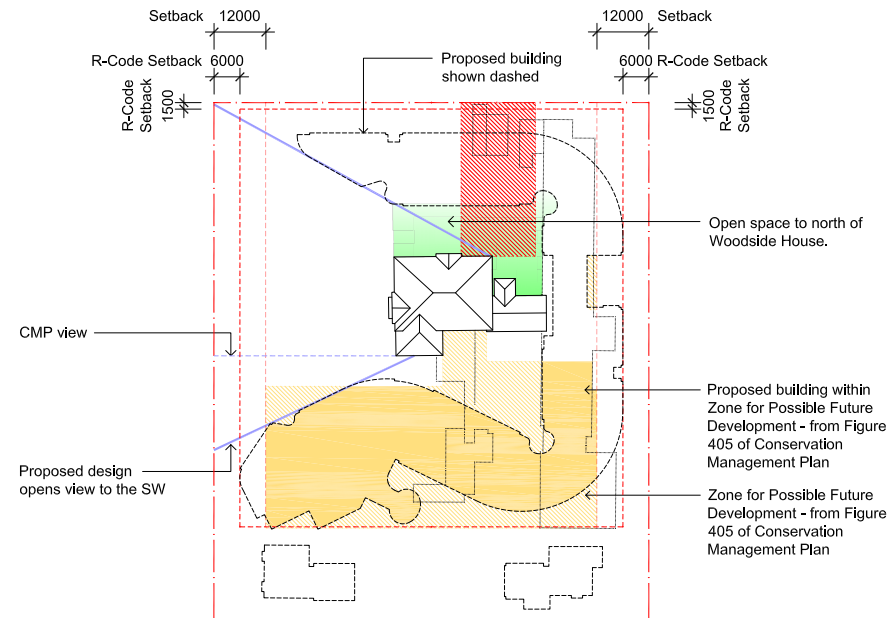 Setback 12000
12000 Setback
R-Code Setback 6000
6000 R-Code Setback
R-Code
Setback
1500
1500
R-Code
Setback
Proposed building
shown dashed
Open space to north of
Woodside House.
CMP view
Proposed building within
Zone for Possible Future
Development - from Figure
405 of Conservation
Management Plan
Proposed design
opens view to the SW
Zone for Possible Future
Development - from Figure
405 of Conservation
Management Plan